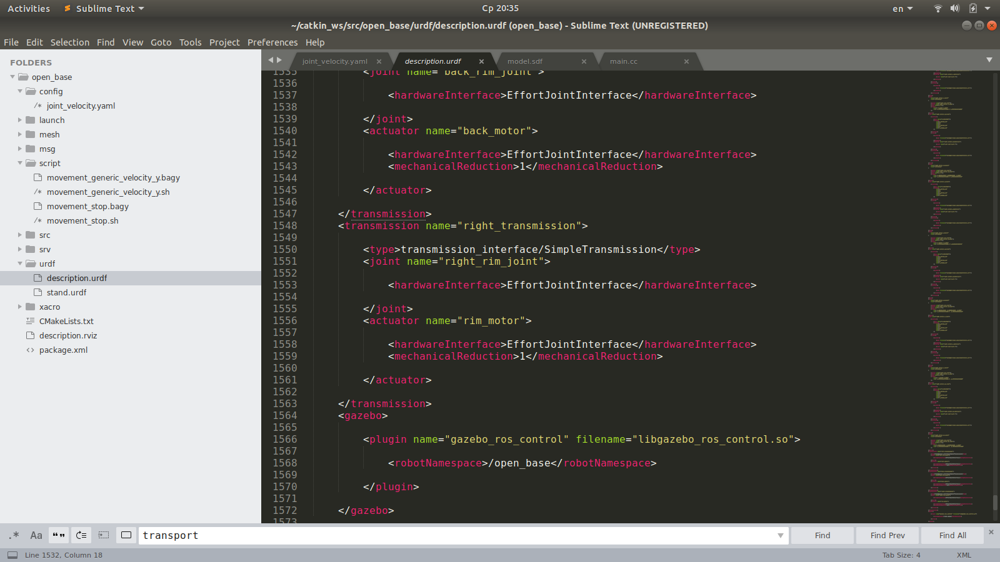 Activities Sublime Text Ср 20:35 en
~/catkin_ws/src/open_base/urdf/description.urdf (open_base) - Sublime Text (UNREGISTERED)
File Edit Selection Find View Goto Tools Project Preferences Help
FOLDERS
open_base
config
/* joint_velocity.yaml
launch
mesh
msg
script
movement_generic_velocity_y.bagy
/* movement_generic_velocity_y.sh
movement_stop.bagy
/* movement_stop.sh
src
srv
urdf
description.urdf
stand.urdf
xacro
CMakeLists.txt
description.rviz
<> package.xml
joint_velocity.yaml × description.urdf × model.sdf × main.cc ×
1535 <joint name="back_rim_joint">
1536
1537 <hardwareInterface>EffortJointInterface</hardwareInterface>
1538
1539 </joint>
1540 <actuator name="back_motor">
1541
1542 <hardwareInterface>EffortJointInterface</hardwareInterface>
1543 <mechanicalReduction>1</mechanicalReduction>
1544
1545 </actuator>
1546
1547 </transmission>
1548 <transmission name="right_transmission">
1549
1550 <type>transmission_interface/SimpleTransmission</type>
1551 <joint name="right_rim_joint">
1552
1553 <hardwareInterface>EffortJointInterface</hardwareInterface>
1554
1555 </joint>
1556 <actuator name="rim_motor">
1557
1558 <hardwareInterface>EffortJointInterface</hardwareInterface>
1559 <mechanicalReduction>1</mechanicalReduction>
1560
1561 </actuator>
1562
1563 </transmission>
1564 <gazebo>
1565
1566 <plugin name="gazebo_ros_control" filename="libgazebo_ros_control.so">
1567
1568 <robotNamespace>/open_base</robotNamespace>
1569
1570 </plugin>
1571
1572 </gazebo>
1573
.* Aa “” transport Find Find Prev Find All ×
Line 1532, Column 18 Tab Size: 4 XML